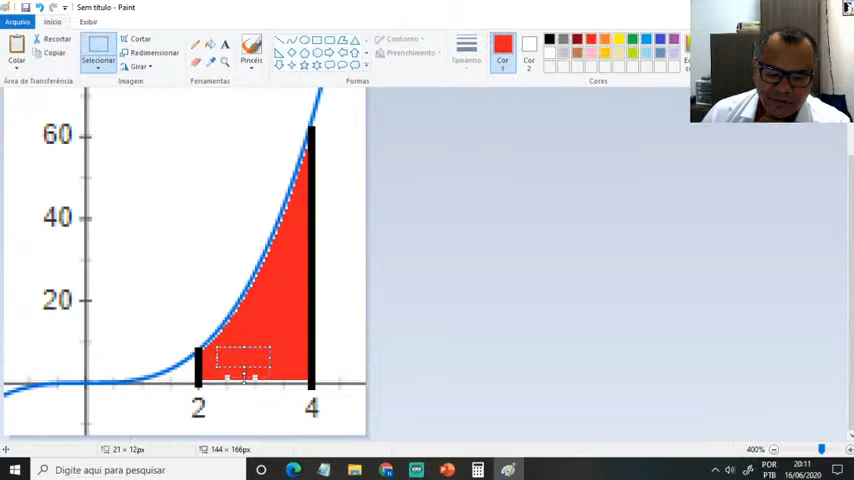 Sem título - Paint
Arquivo Início Exibir
Colar
Recortar
Copiar
Área de Transferência
Selecionar
Cortar
Redimensionar
Girar
Imagem
Ferramentas
Pincéis
Formas
Contorno
Preenchimento
Tamanho
Cor
1
Cor
2
Cores
60
40
20
2 4
21 × 12px 144 × 166px 400%
Digite aqui para pesquisar
POR
PTB
20:11
16/06/2020